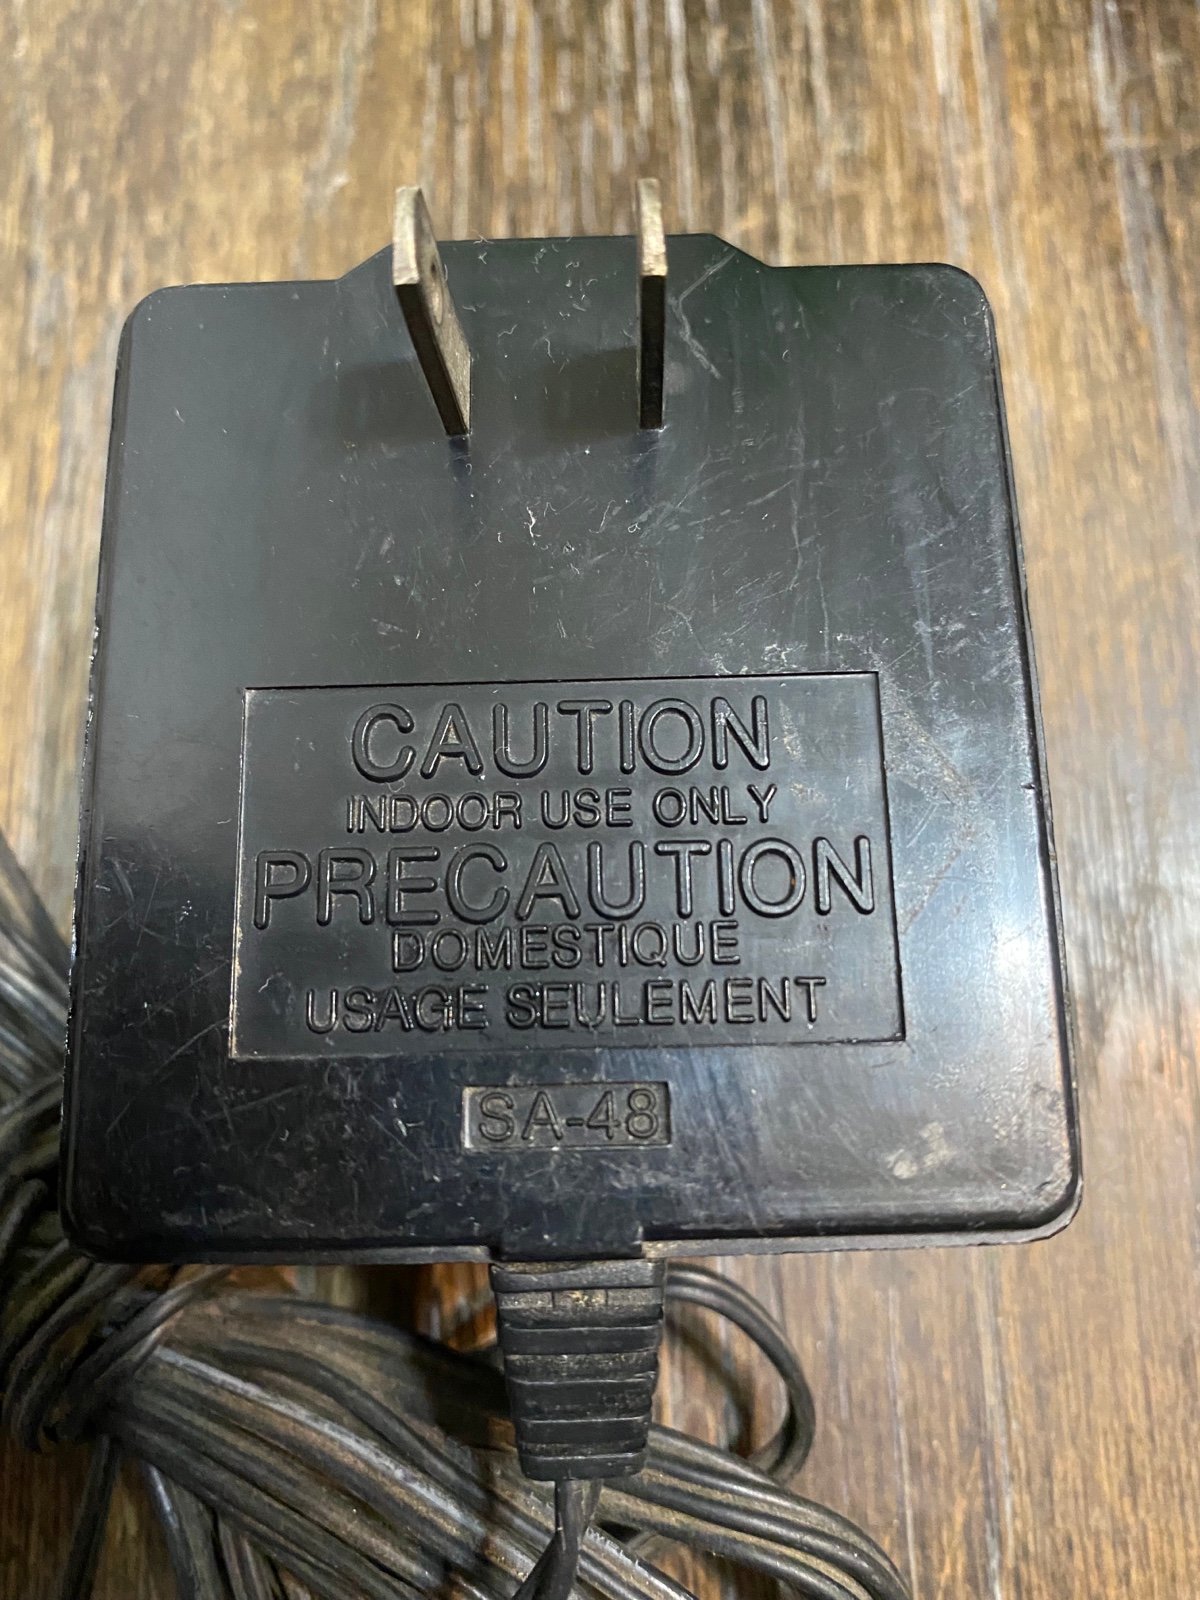 CAUTION
INDOOR USE ONLY
PRECAUTION
DOMESTIQUE
USAGE SEULEMENT
SA-48